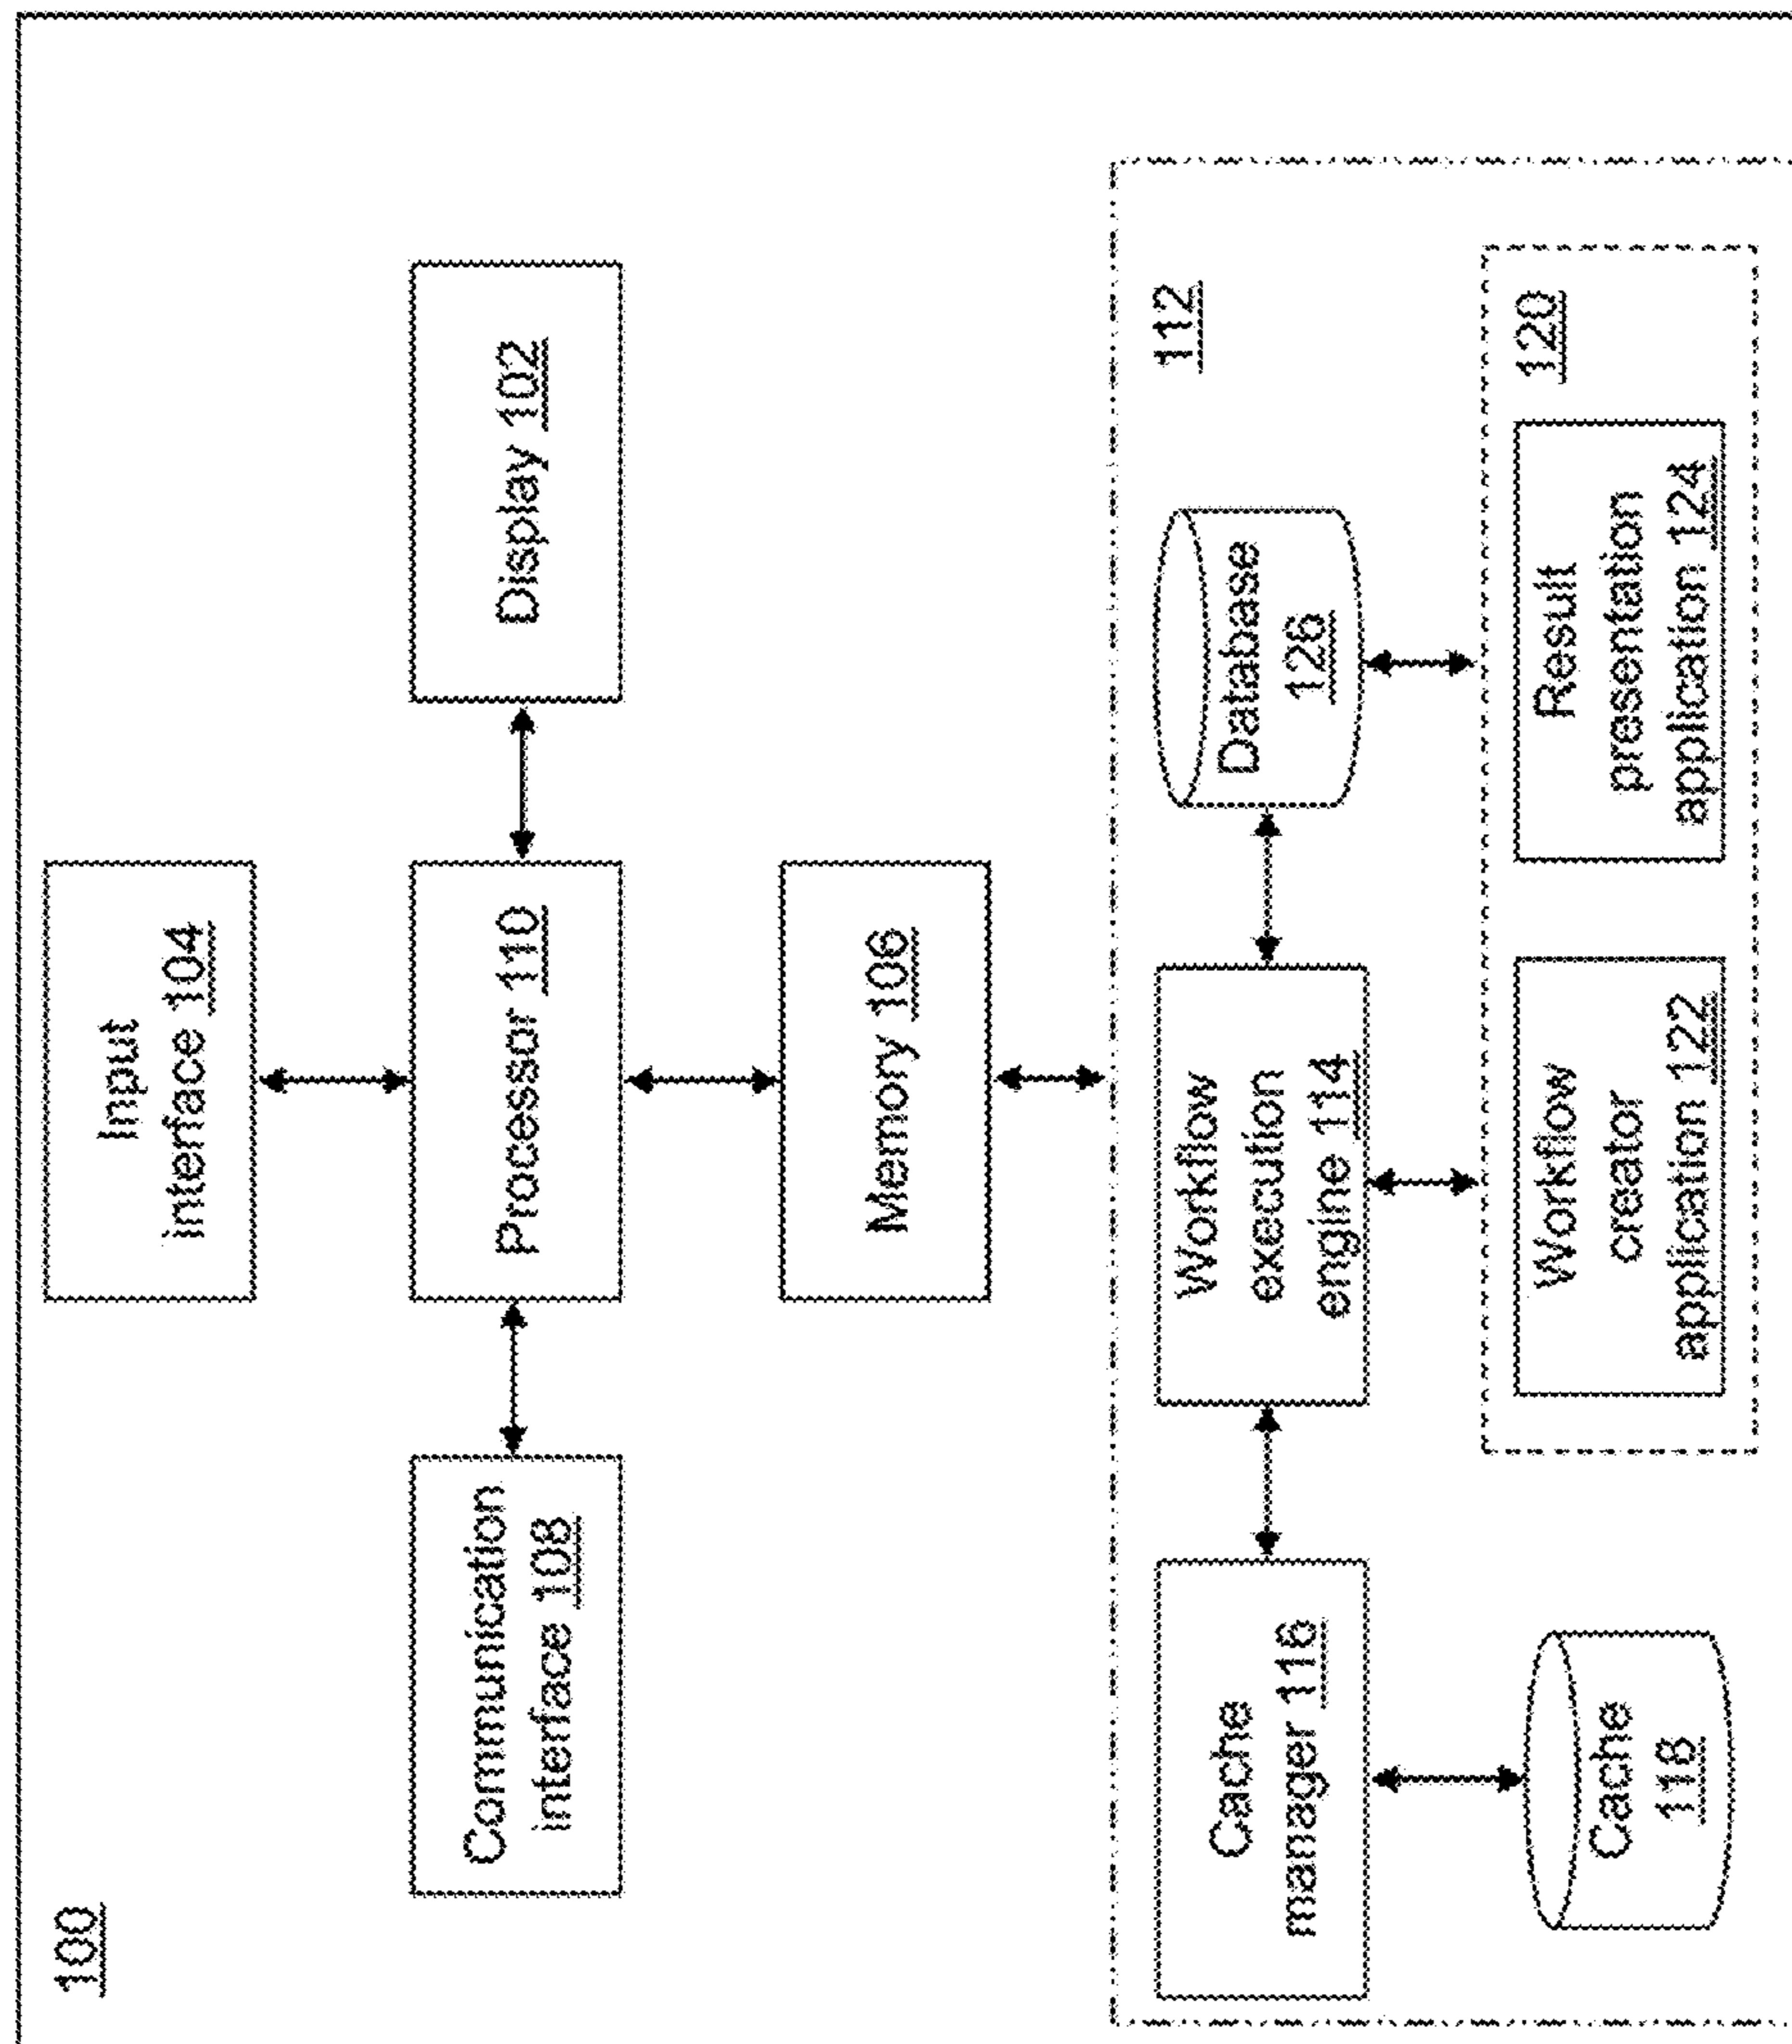 100
Input
interface 104
Communication
interface 108
Processor 110
Display 102
Memory 106
112
Cache
manager 116
Workflow
execution
engine 114
Database
126
120
Cache
118
Workflow
creator
application 122
Result
presentation
application 124